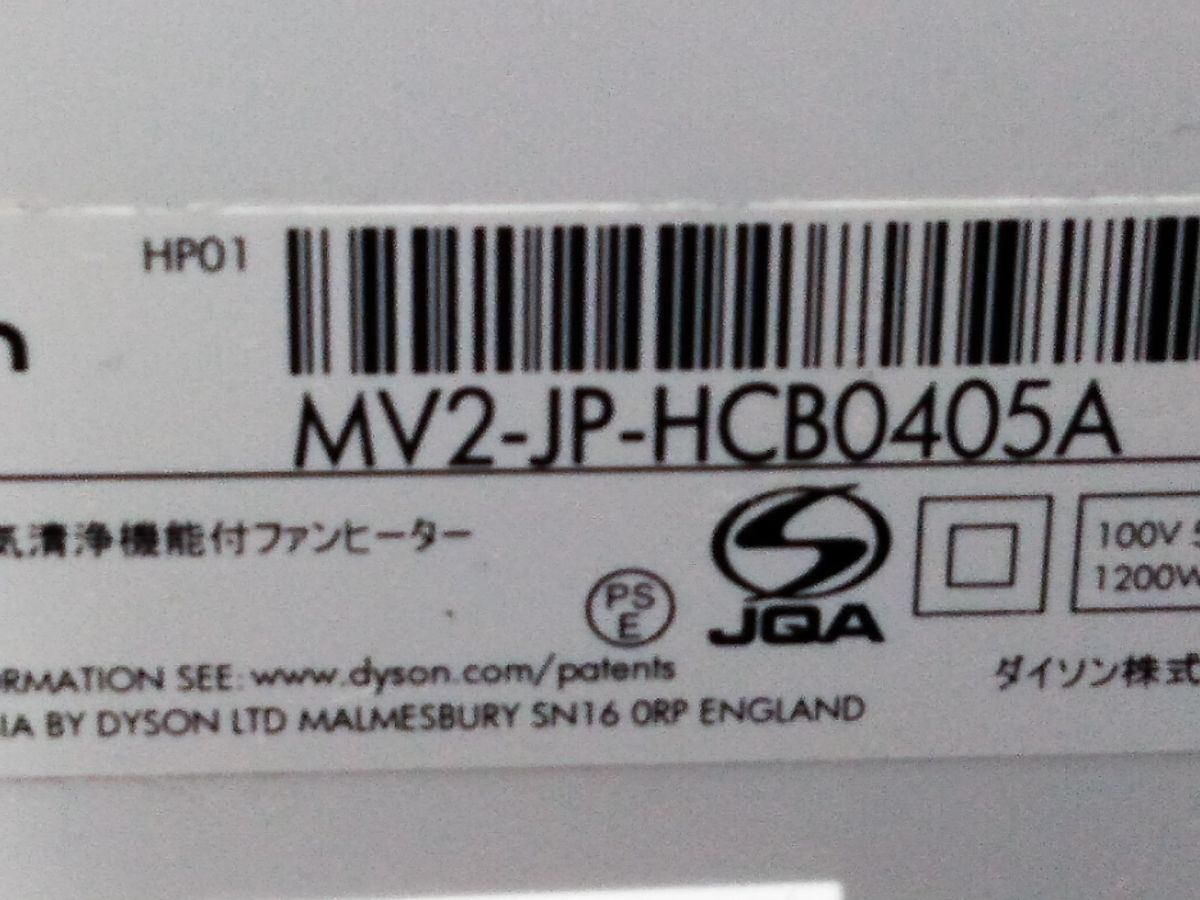 HP01
n
MV2-JP-HCB0405A
気清浄機能付ファンヒーター
100V 5
1200W
PS
E
JQA
RMATION SEE: www.dyson.com/patents
ダイソン株式
IA BY DYSON LTD MALMESBURY SN16 0RP ENGLAND